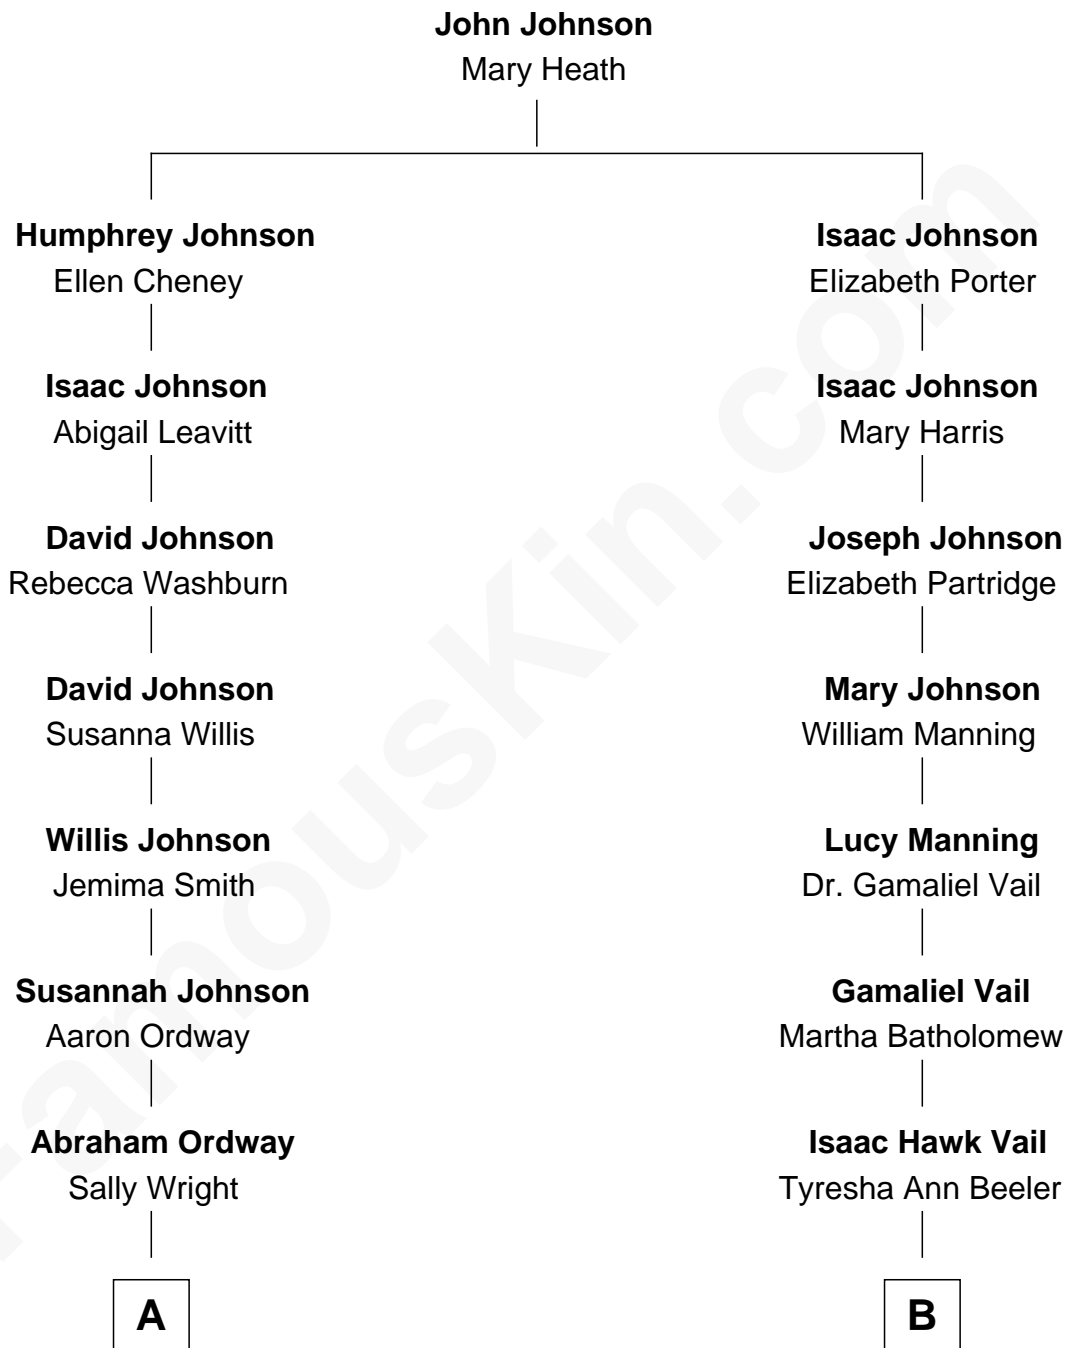 John Johnson
Mary Heath
Humphrey Johnson
Ellen Cheney
Isaac Johnson
Elizabeth Porter
Isaac Johnson
Abigail Leavitt
Isaac Johnson
Mary Harris
David Johnson
Rebecca Washburn
Joseph Johnson
Elizabeth Partridge
David Johnson
Susanna Willis
Mary Johnson
William Manning
Willis Johnson
Jemima Smith
Lucy Manning
Dr. Gamaliel Vail
Susannah Johnson
Aaron Ordway
Gamaliel Vail
Martha Batholomew
Abraham Ordway
Sally Wright
Isaac Hawk Vail
Tyresha Ann Beeler
A
B
FamousKin.com